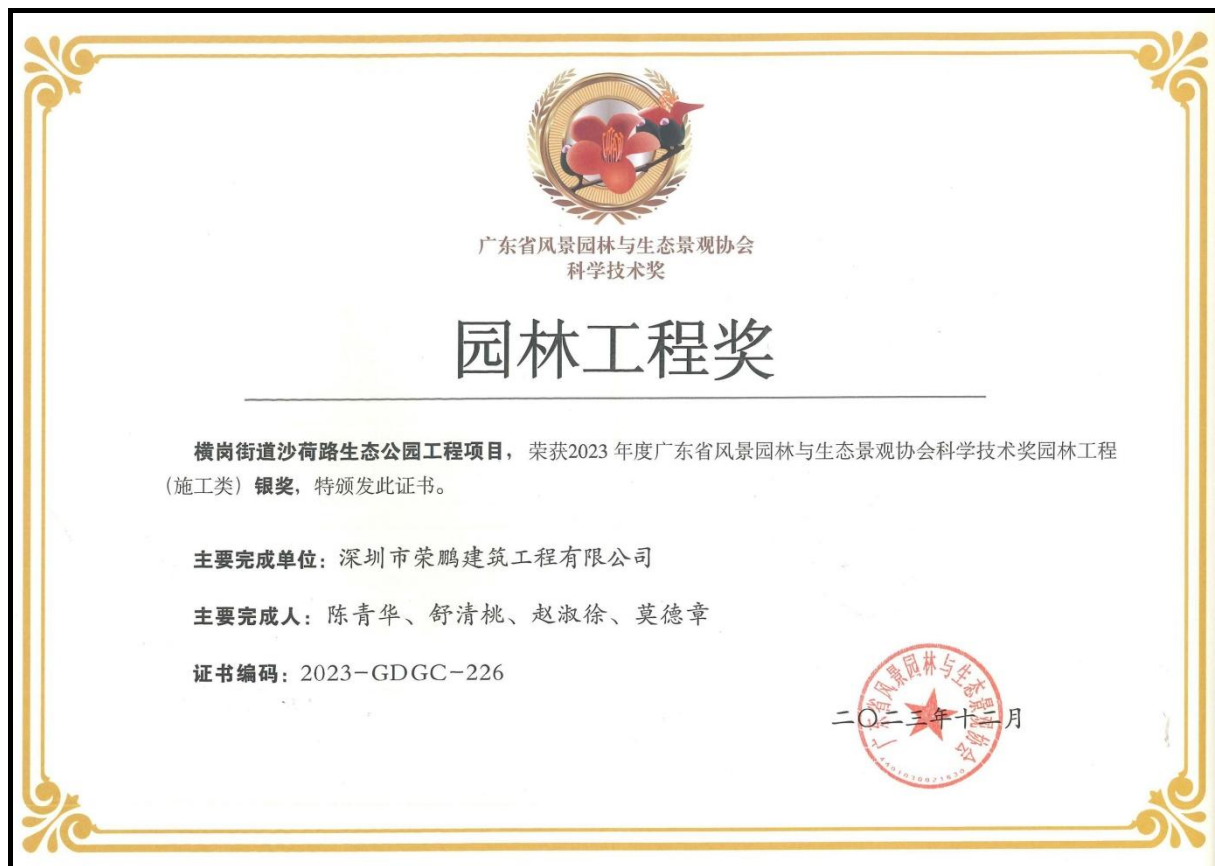 广东省风景园林与生态景观协会
科学技术奖
园林工程奖
横岗街道沙荷路生态公园工程项目，荣获2023 年度广东省风景园林与生态景观协会科学技术奖园林工程
（施工类）银奖，特颁发此证书。
主要完成单位：深圳市荣鹏建筑工程有限公司
主要完成人：陈青华、舒清桃、赵淑徐、莫德章
证书编码：2023-GDGC-226
广东省风景园林与生态景观协会
二〇二三年十二月